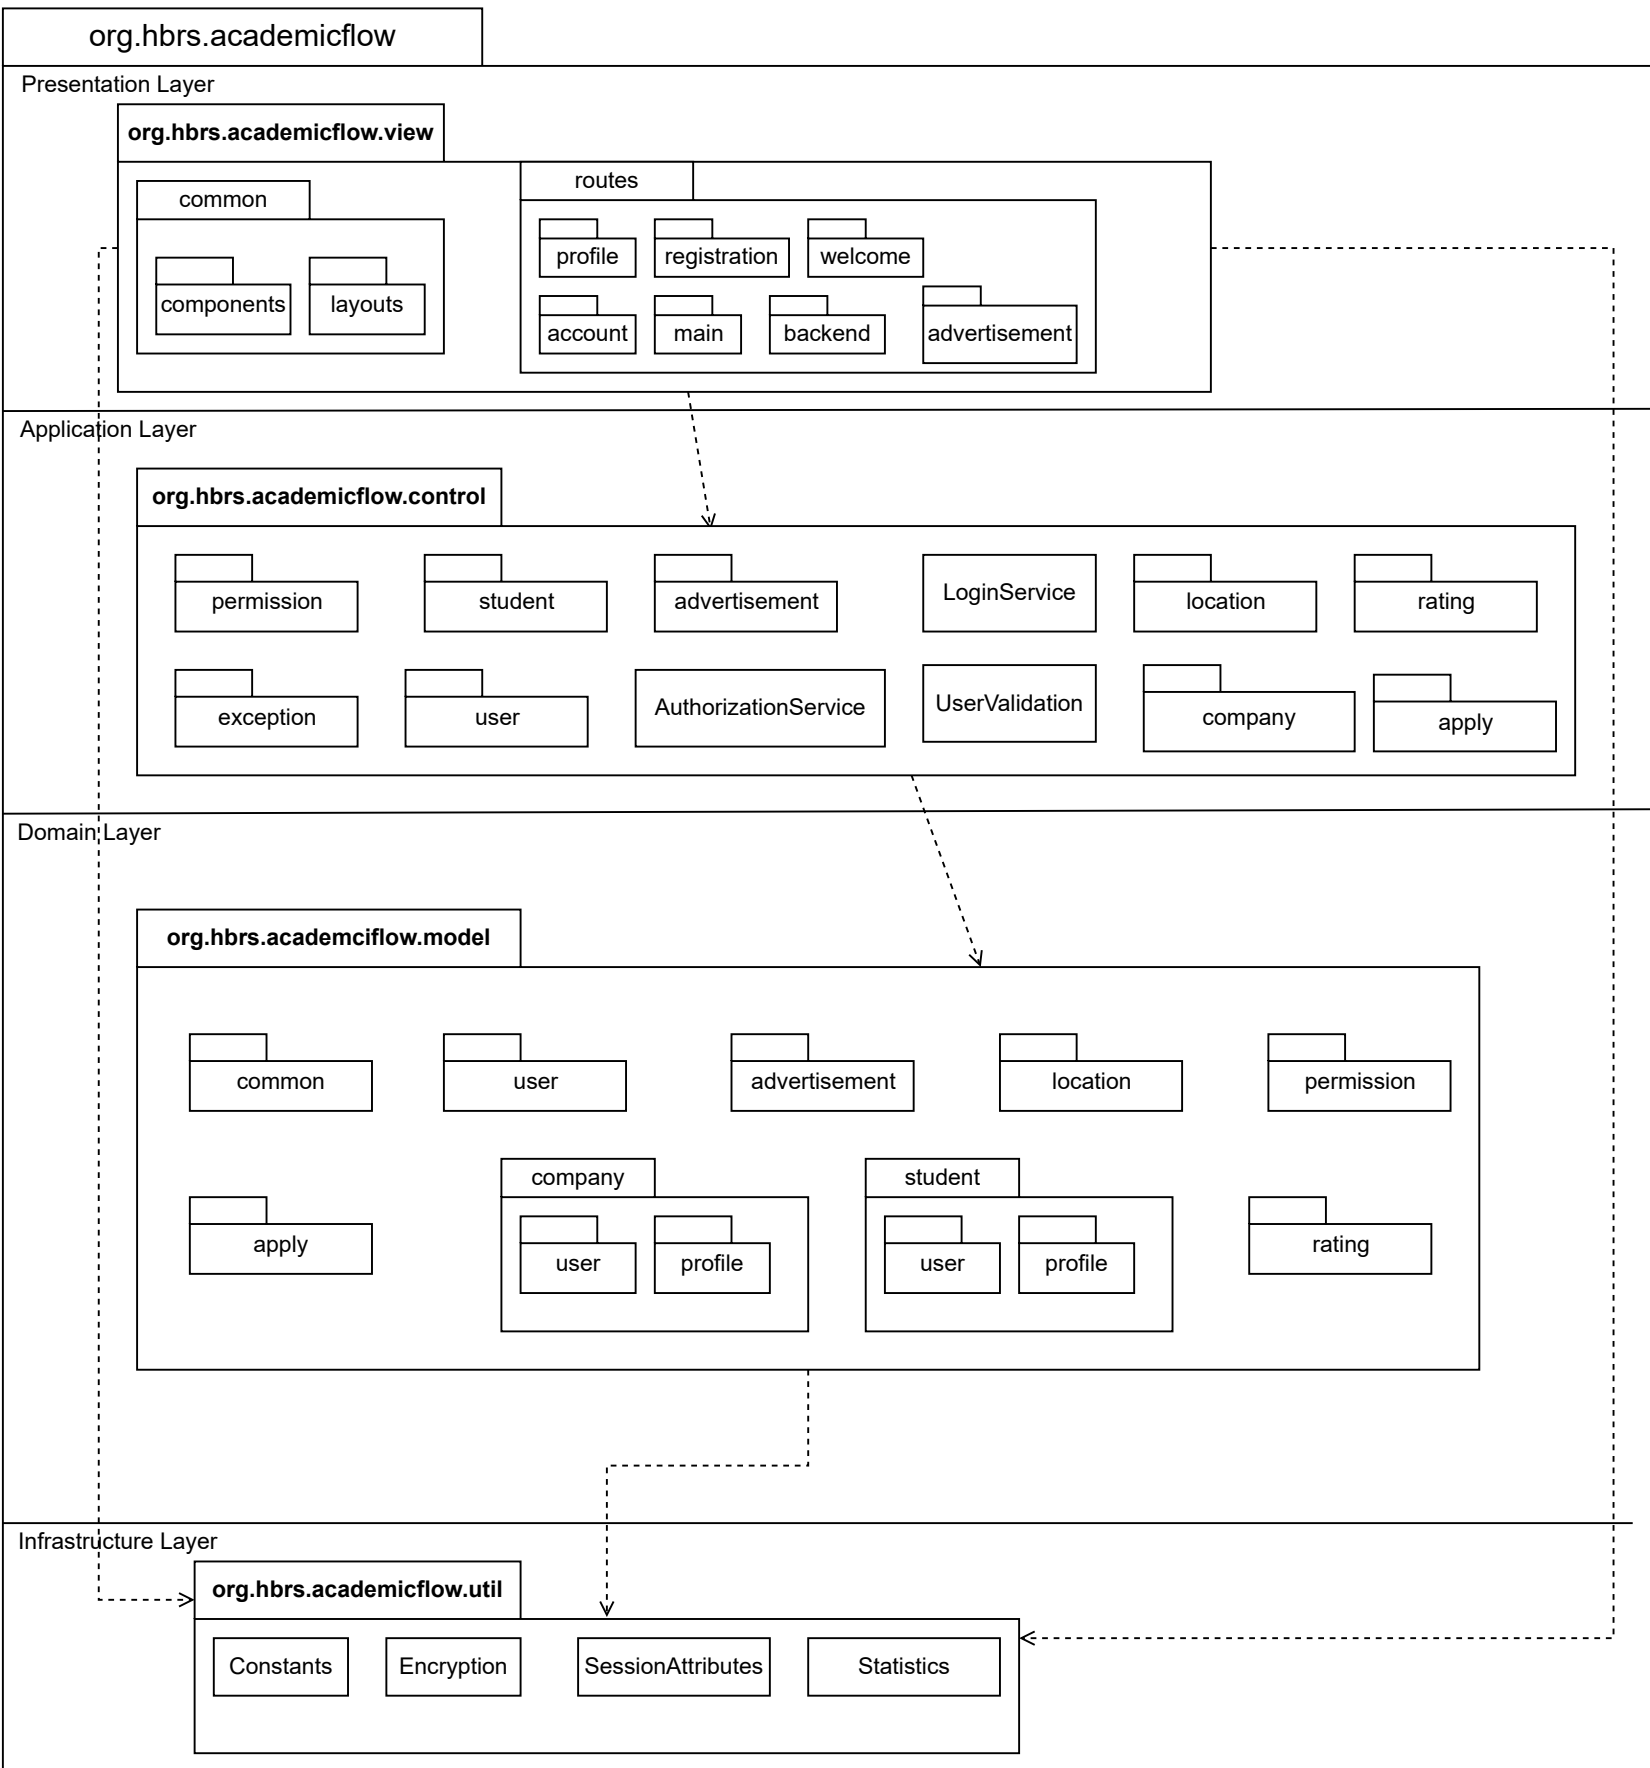 org.hbrs.academicflow
Presentation Layer
org.hbrs.academicflow.view
common
components
layouts
routes
profile
registration
welcome
account
main
backend
advertisement
Application Layer
org.hbrs.academicflow.control
permission
student
advertisement
LoginService
location
rating
exception
user
AuthorizationService
UserValidation
company
apply
Domain Layer
org.hbrs.academciflow.model
common
user
advertisement
location
permission
apply
company
user
profile
student
user
profile
rating
Infrastructure Layer
org.hbrs.academicflow.util
Constants
Encryption
SessionAttributes
Statistics